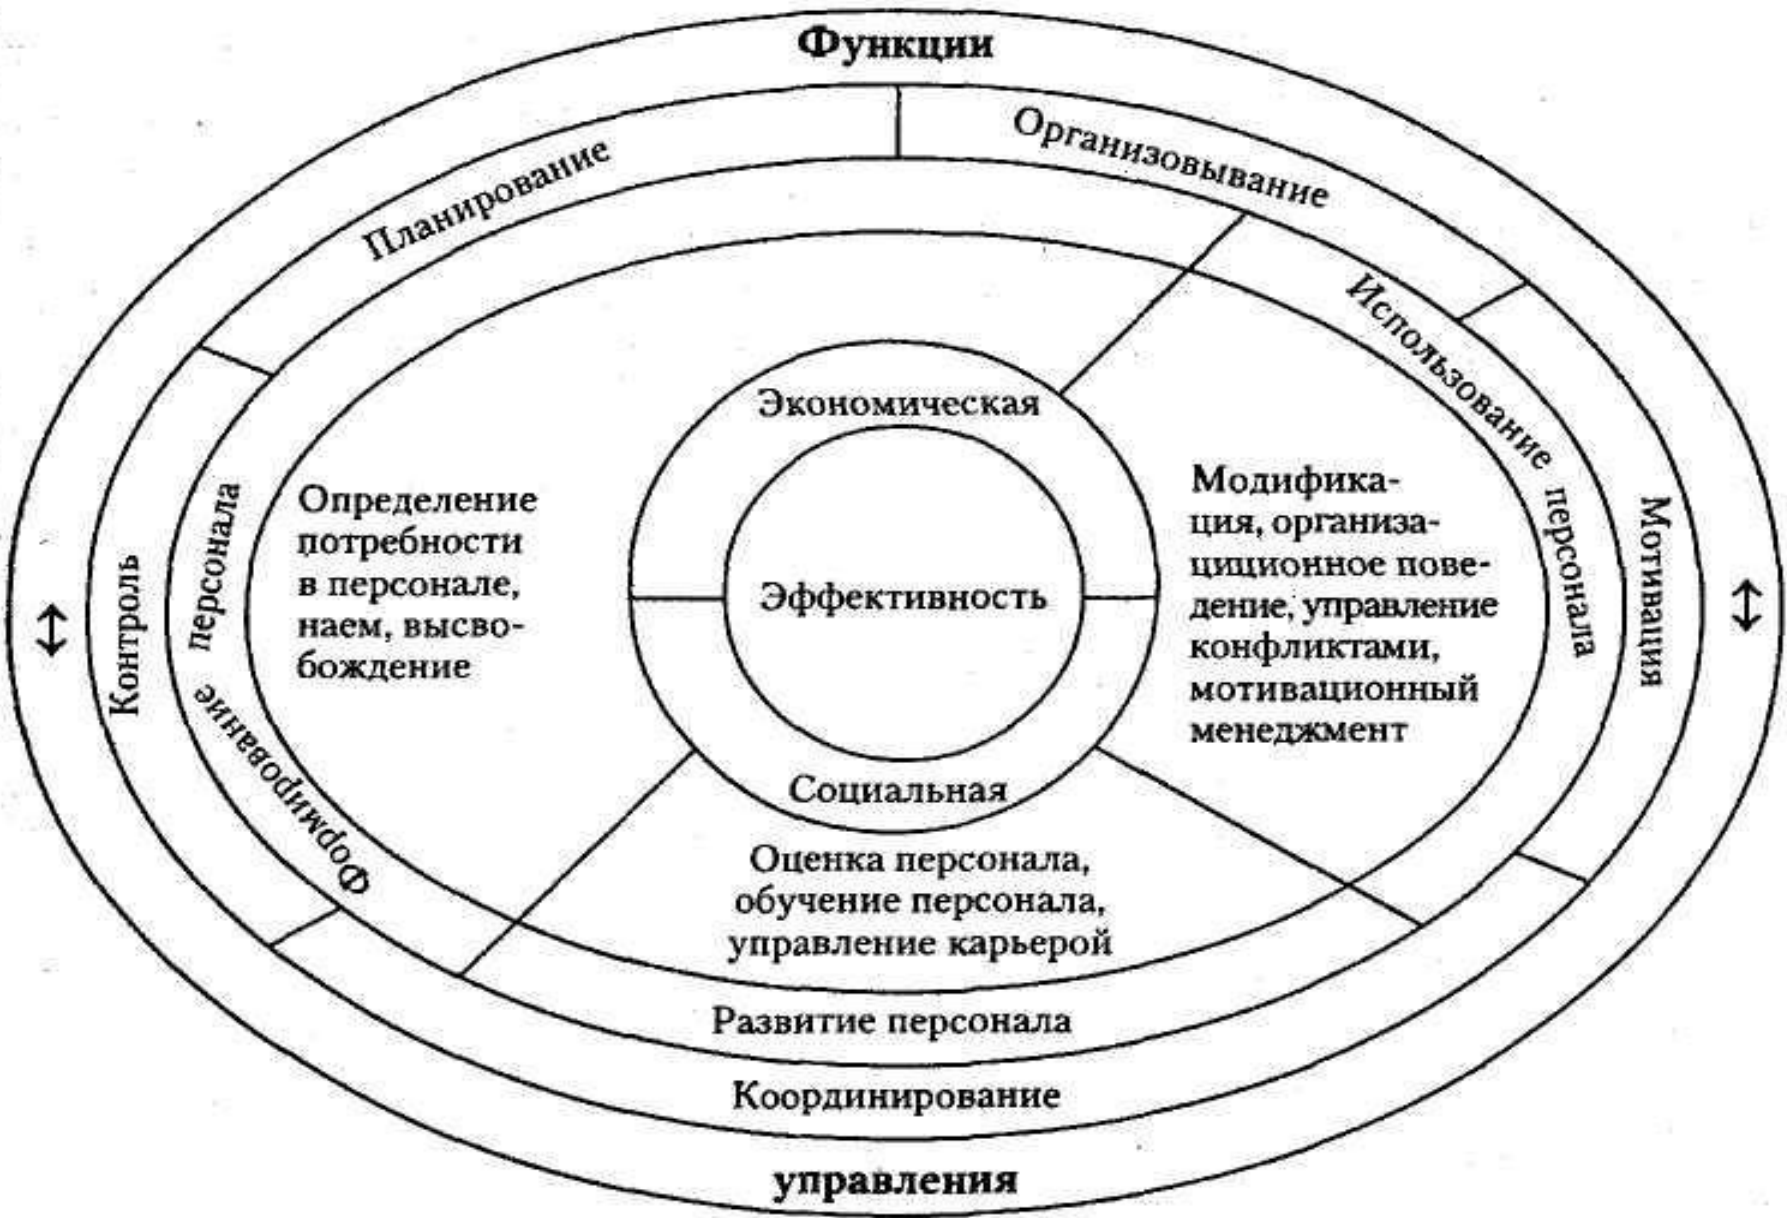 Функции
Планирование
Организовывание
Использование персонала
Экономическая
Определение
потребности
в персонале,
наем, высво-
бождение
Эффективность
Модифика-
ция, организа-
циционное пове-
дение, управление
конфликтами,
мотивационный
менеджмент
Контроль
Формирование персонала
Мотивация
Социальная
Оценка персонала,
обучение персонала,
управление карьерой
Развитие персонала
Координирование
управления